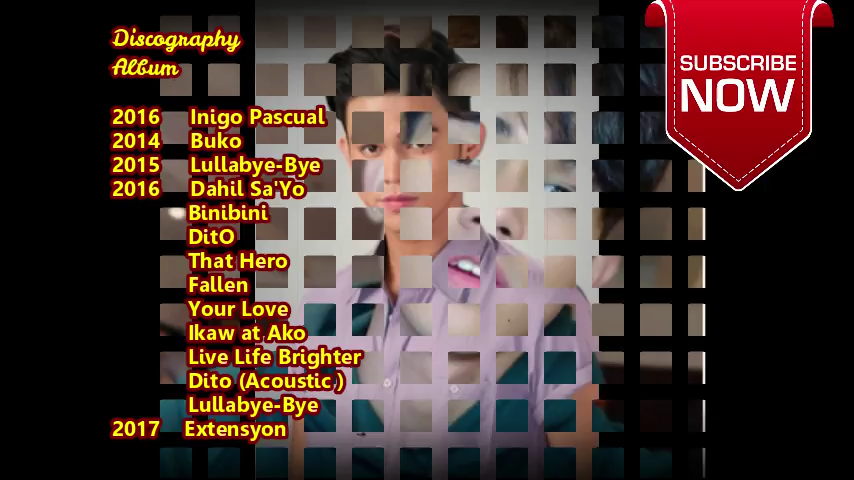 Discography
Album
2016 Inigo Pascual
2014 Buko
2015 Lullabye-Bye
2016 Dahil Sa'Yo
Binibini
DitO
That Hero
Fallen
Your Love
Ikaw at Ako
Live Life Brighter
Dito (Acoustic )
Lullabye-Bye
2017 Extensyon
SUBSCRIBE
NOW